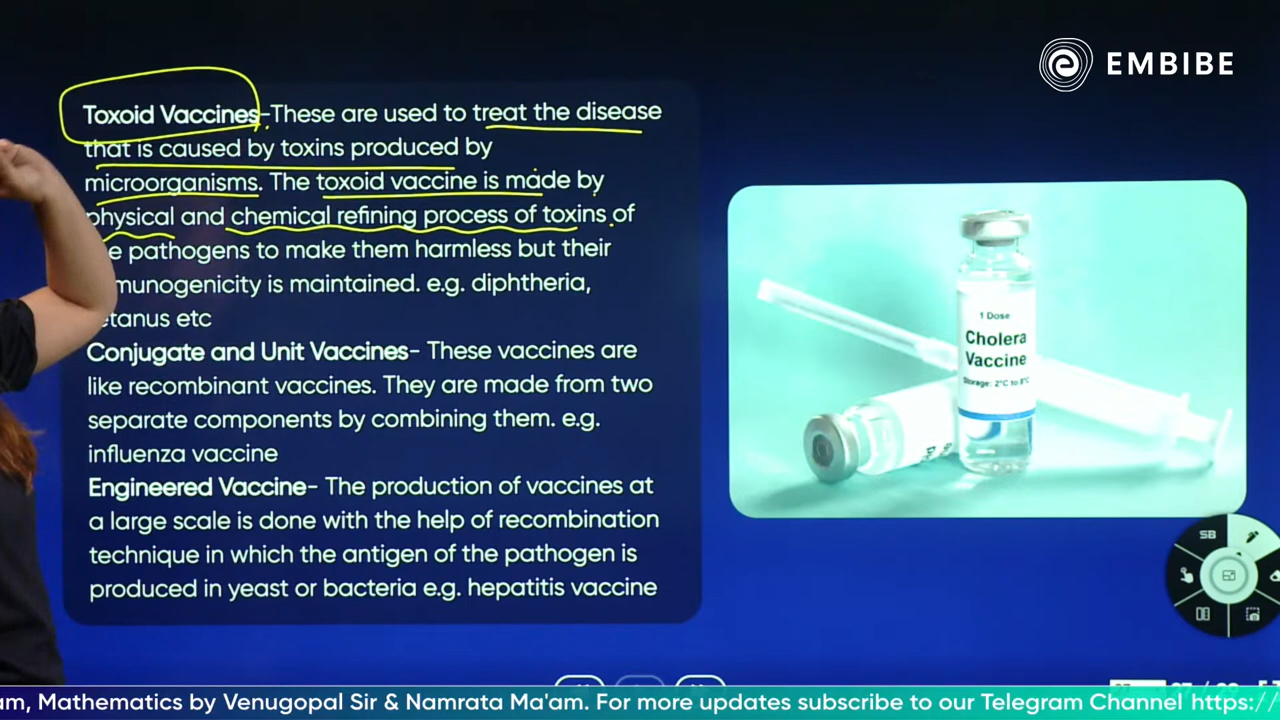 EMBIBE
Toxoid Vaccines-These are used to treat the disease
that is caused by toxins produced by
microorganisms. The toxoid vaccine is made by
physical and chemical refining process of toxins of
pathogens to make them harmless but their
is maintained. e.g. diphtheria,
etc
Conjugate and Unit Vaccines- These vaccines are
like recombinant vaccines. They are made from two
separate components by combining them. e.g.
influenza vaccine
Engineered Vaccine- The production of vaccines at
a large scale is done with the help of recombination
technique in which the antigen of the pathogen is
produced in yeast or bacteria e.g. hepatitis vaccine
1 Dose
Cholera
Vaccine
Storage: 2°C to 8°C
SB
Mathematics by Venugopal Sir & Namrata Ma'am. For more updates subscribe to our Telegram Channel https://